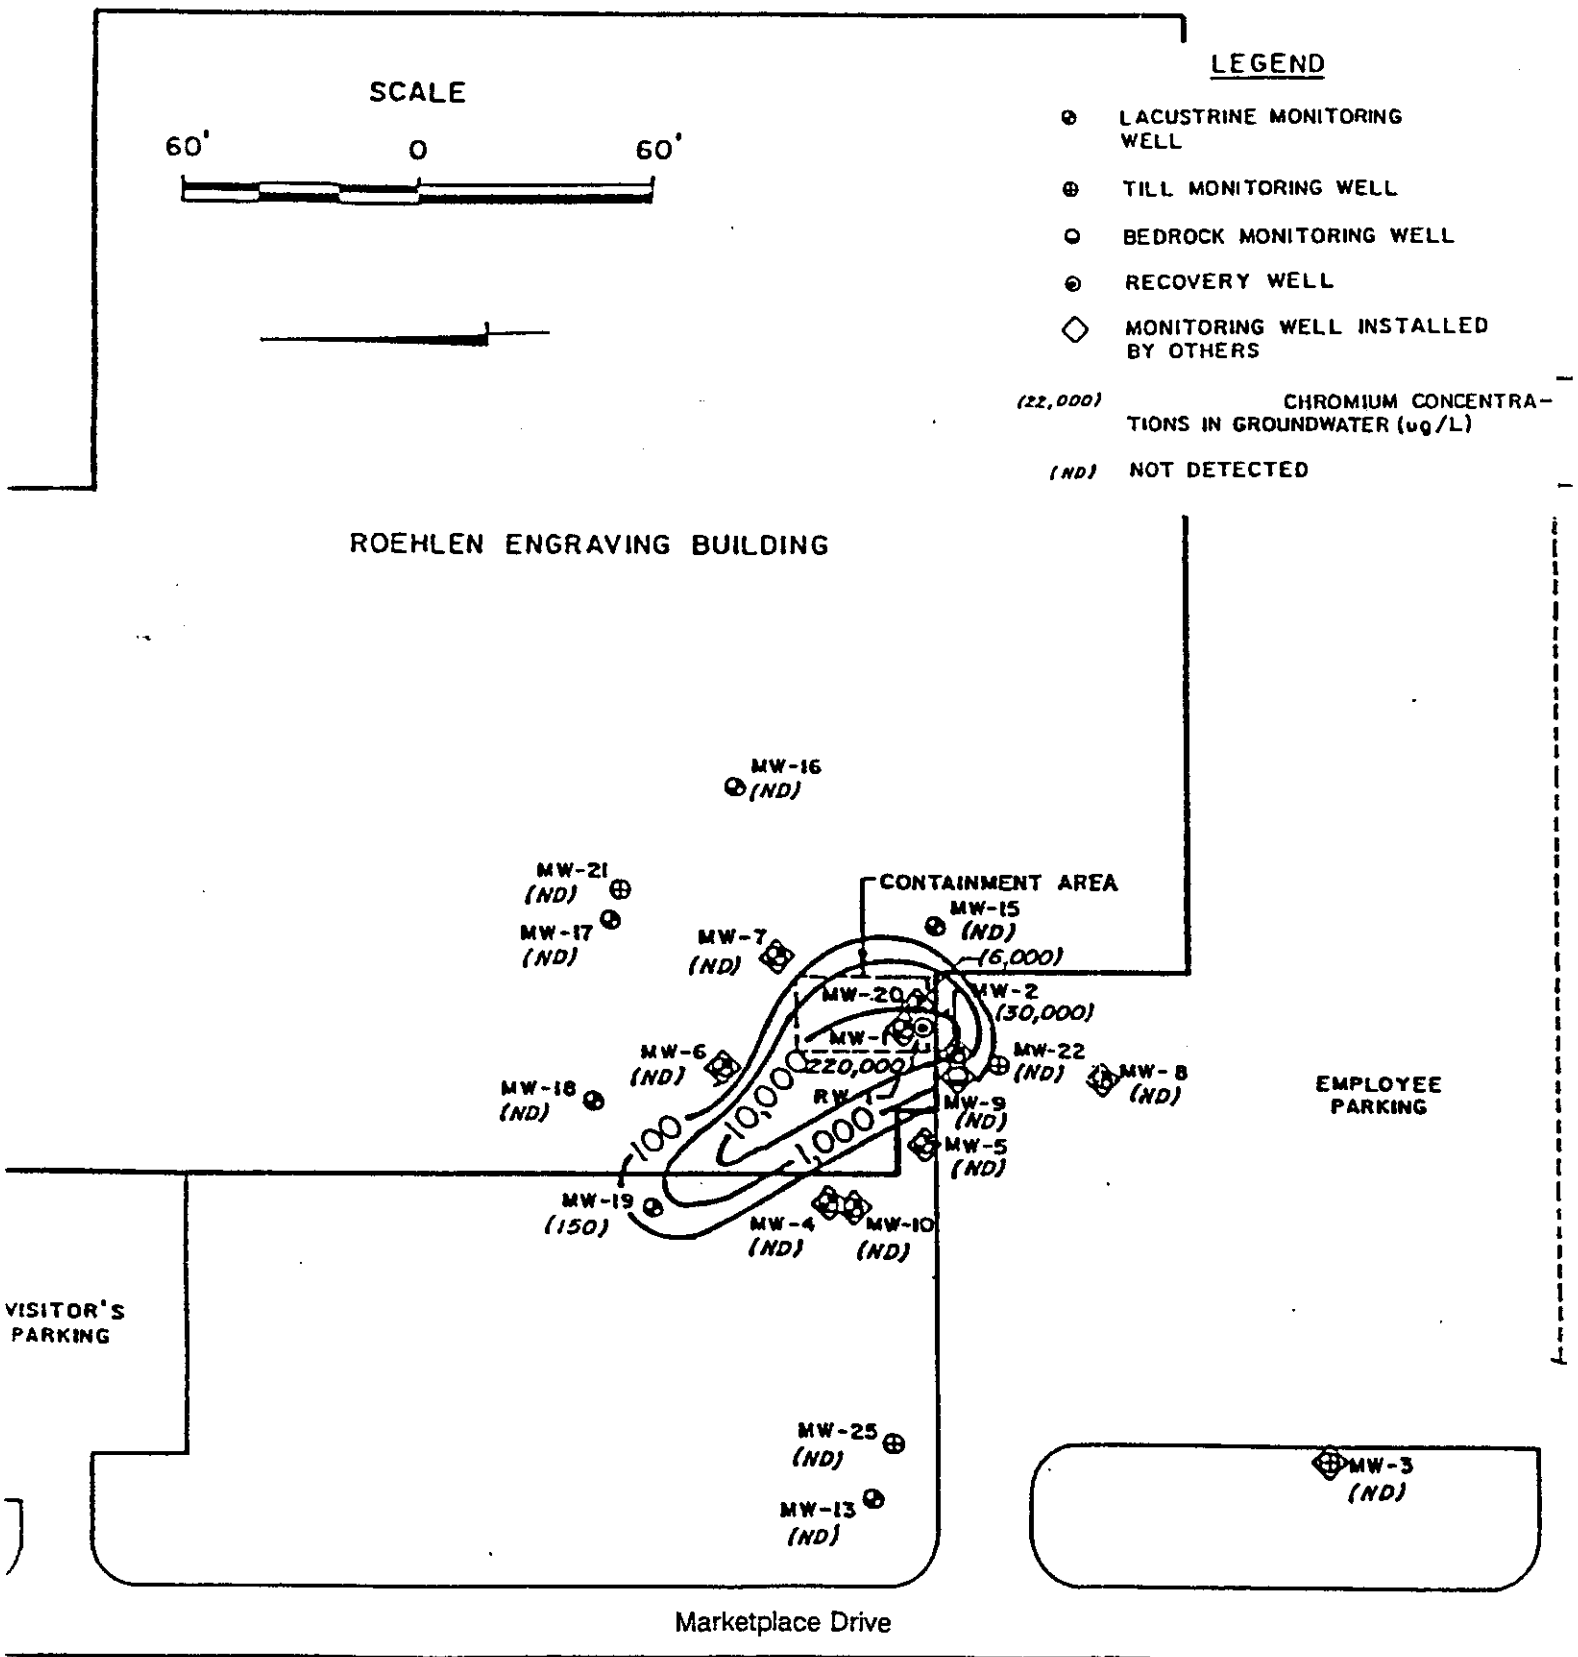 SCALE
60' 0 60'
LEGEND
LACUSTRINE MONITORING
WELL
TILL MONITORING WELL
BEDROCK MONITORING WELL
RECOVERY WELL
MONITORING WELL INSTALLED
BY OTHERS
(22,000) CHROMIUM CONCENTRA-
TIONS IN GROUNDWATER (ug/L)
(ND) NOT DETECTED
ROEHLEN ENGRAVING BUILDING
MW-16
(ND)
MW-21
(ND)
MW-17
(ND)
CONTAINMENT AREA
MW-15
(ND)
MW-7
(ND)
(6,000)
MW-20
MW-2
(30,000)
MW-1
220,000)
MW-6
(ND)
MW-22
(ND)
MW-8
(ND)
MW-18
(ND)
EMPLOYEE
PARKING
RW
MW-9
(ND)
100
10,000
1,000
MW-5
(ND)
MW-19
(150)
MW-4
(ND)
MW-10
(ND)
VISITOR'S
PARKING
MW-25
(ND)
MW-3
(ND)
MW-13
(ND)
Marketplace Drive